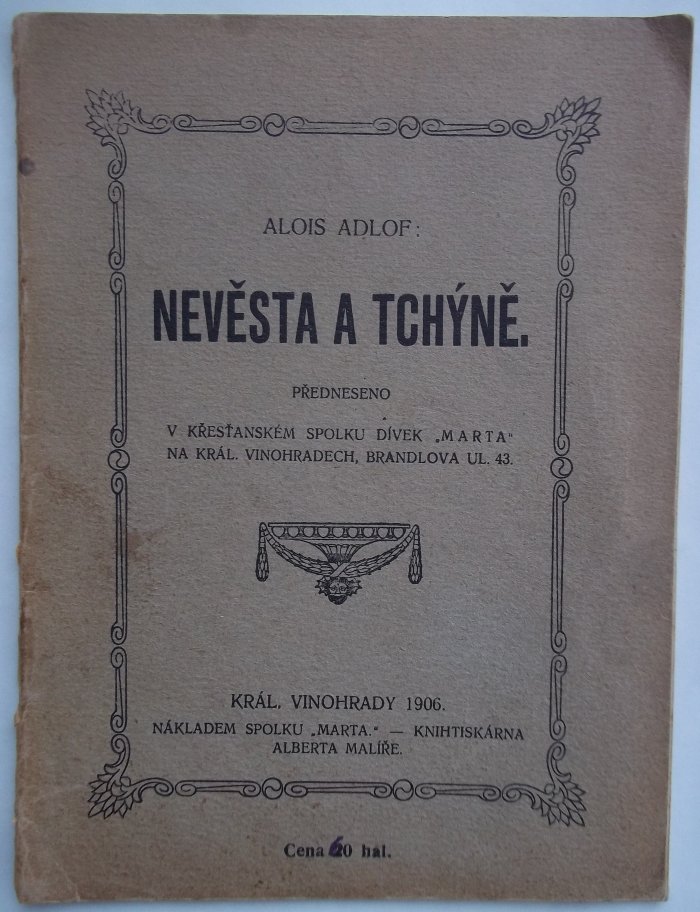 ALOIS ADLOF:
NEVĚSTA A TCHÝNĚ.
PŘEDNESENO
V KŘESŤANSKÉM SPOLKU DÍVEK „MARTA"
NA KRÁL. VINOHRADECH, BRANDLOVA UL. 43.
KRÁL. VINOHRADY 1906.
NÁKLADEM SPOLKU „MARTA." — KNIHTISKÁRNA
ALBERTA MALÍŘE.
Cena 60 hal.